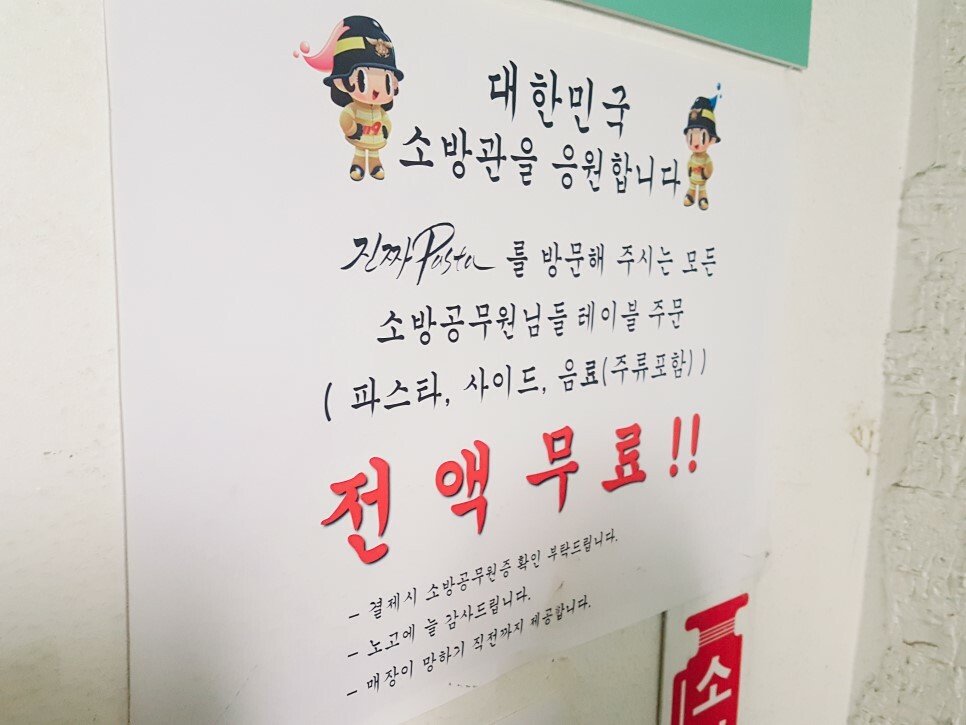 대한민국
소방관을 응원합니다
진짜Pasta 를 방문해 주시는 모든
소방공무원님들 테이블 주문
( 파스타, 사이드, 음료(주류포함) )
전액무료!!
- 결제시 소방공무원증 확인 부탁드립니다.
- 노고에 늘 감사드립니다.
- 매장이 망하기 직전까지 제공합니다.
119
소